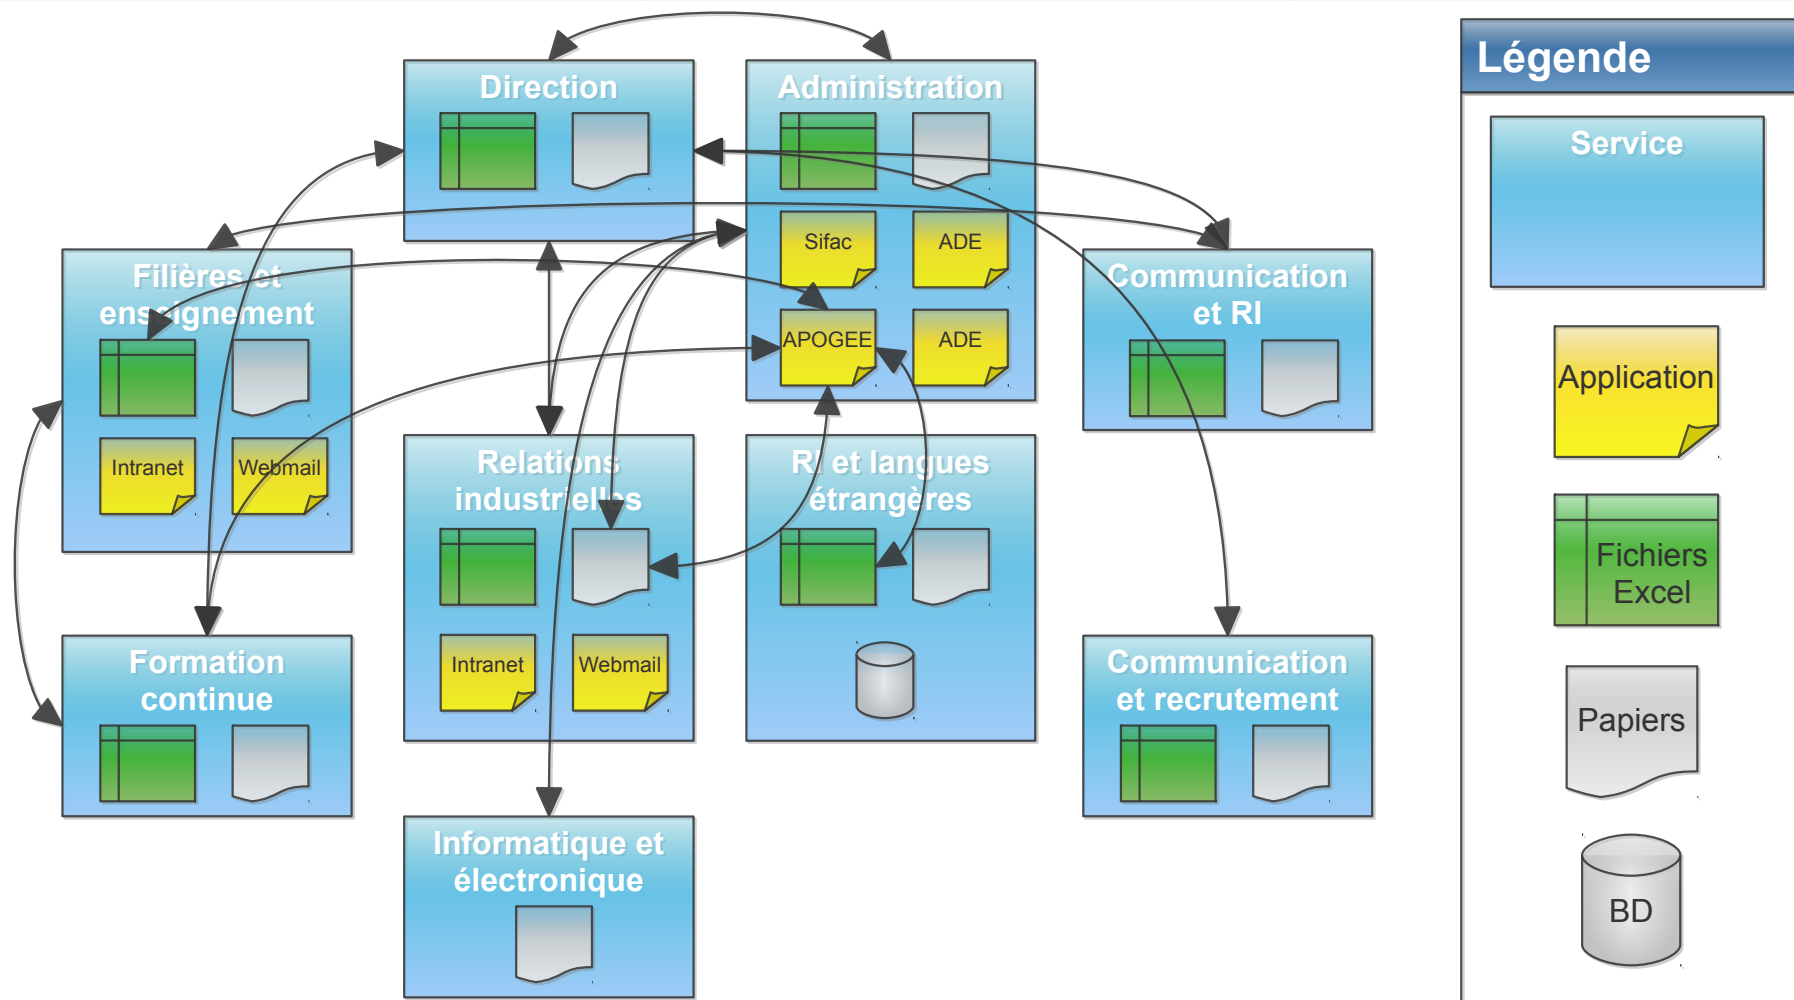 Direction
Administration
Sifac
ADE
APOGEE
ADE
Filières et
enseignement
Intranet
Webmail
Communication
et RI
Relations
industrielles
Intranet
Webmail
RI et langues
étrangères
Formation
continue
Communication
et recrutement
Informatique et
électronique
Légende
Service
Application
Fichiers
Excel
Papiers
BD